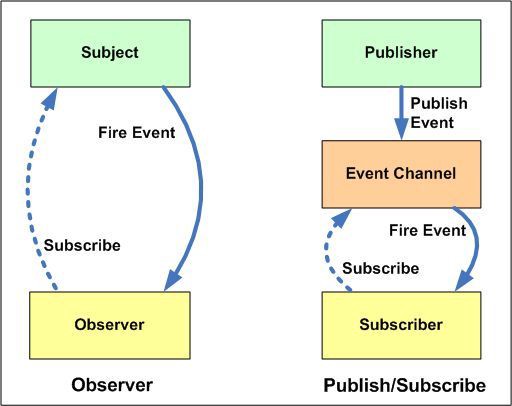 Subject
Fire Event
Subscribe
Observer
Observer
Publisher
Publish
Event
Event Channel
Fire Event
Subscribe
Subscriber
Publish/Subscribe